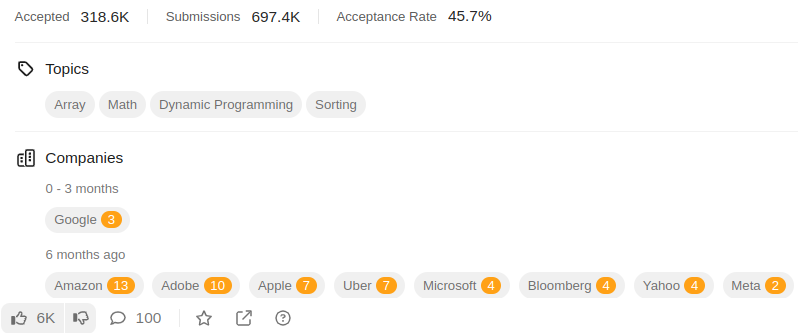 Accepted 318.6K Submissions 697.4K Acceptance Rate 45.7%
Topics
Array Math Dynamic Programming Sorting
Companies
0 - 3 months
Google 3
6 months ago
Amazon 13 Adobe 10 Apple 7 Uber 7 Microsoft 4 Bloomberg 4 Yahoo 4 Meta 2
6K 100